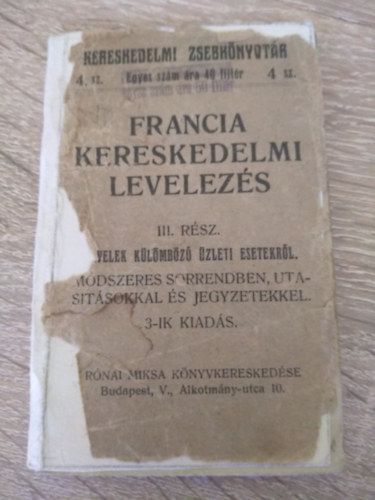 KERESKEDELMI ZSEBKÖNYVTÁR
4. sz. Egyes szám ára 40 fillér 4 sz.
FRANCIA
KERESKEDELMI
LEVELEZÉS
III. RÉSZ.
VELEK KÜLÖMBÖZŐ ÜZLETI ESETEKRŐL.
MÓDSZERES SORRENDBEN, UTA-
SITÁSOKKAL ÉS JEGYZETEKKEL.
3-IK KIADÁS.
RÓNAI MIKSA KÖNYVKERESKEDÉSE
Budapest, V., Alkotmány-utca 10.